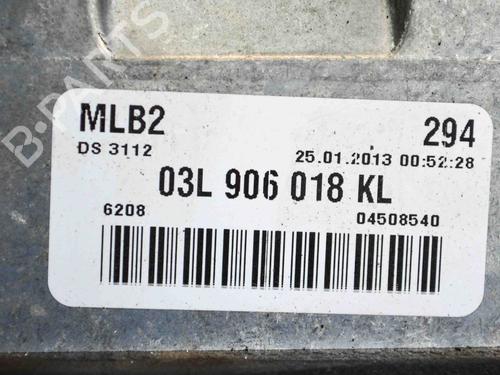 B-PARTS
MLB2 294
DS 3112 25.01.2013 00:52:28
03L 906 018 KL
6208 04508540